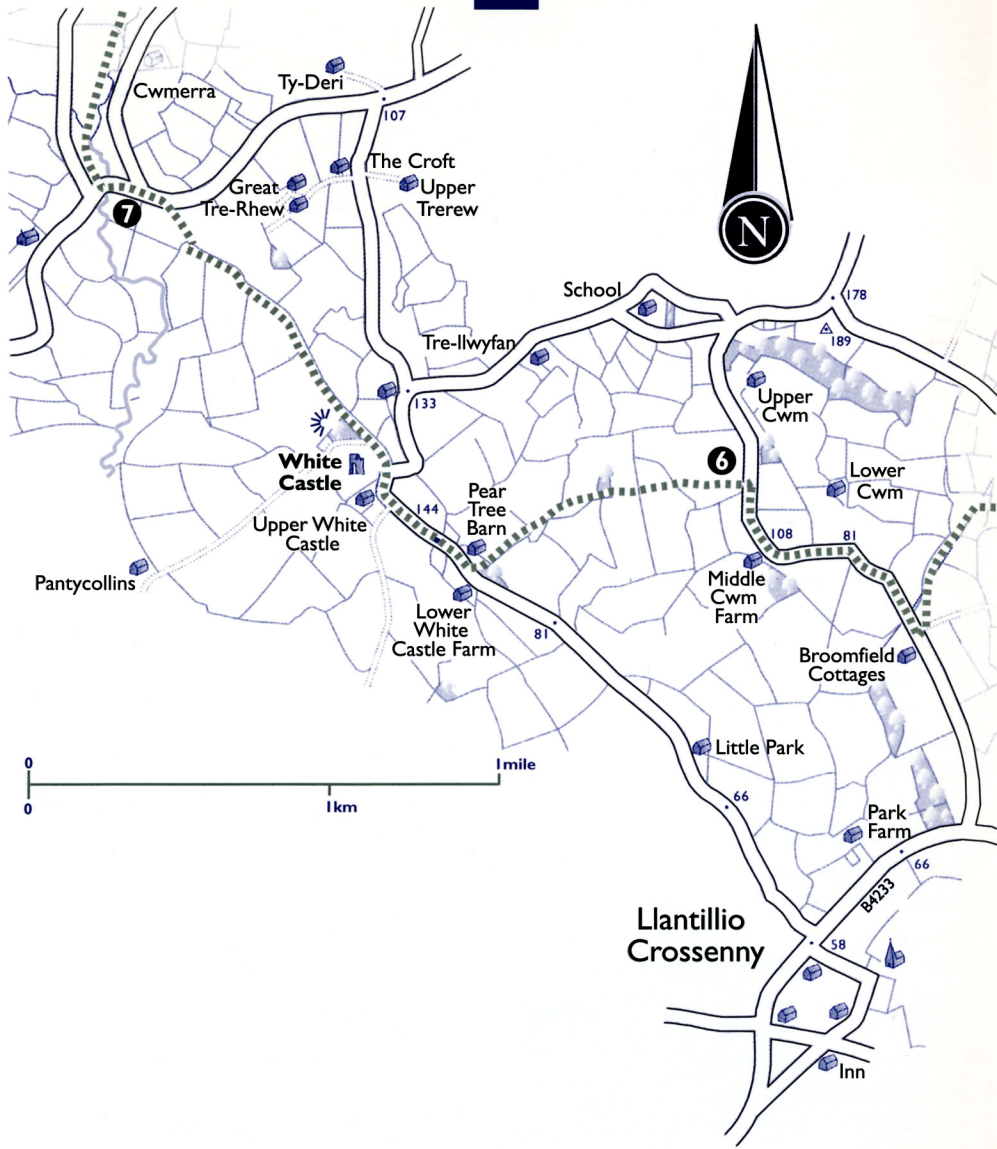 Ty-Deri
Cwmerra
107
The Croft
Great
Tre-Rhew
Upper
Trerew
7
N
School
178
189
Tre-llwyfan
133
Upper
Cwm
White
Castle
6
Lower
Cwm
Pear
Tree
Barn
144
Upper White
Castle
108
81
Pantycollins
Middle
Cwm
Farm
Lower
White
Castle Farm
81
Broomfield
Cottages
Little Park
0
1mile
0
1km
66
Park
Farm
66
B4233
Llantillio
Crossenny
58
Inn